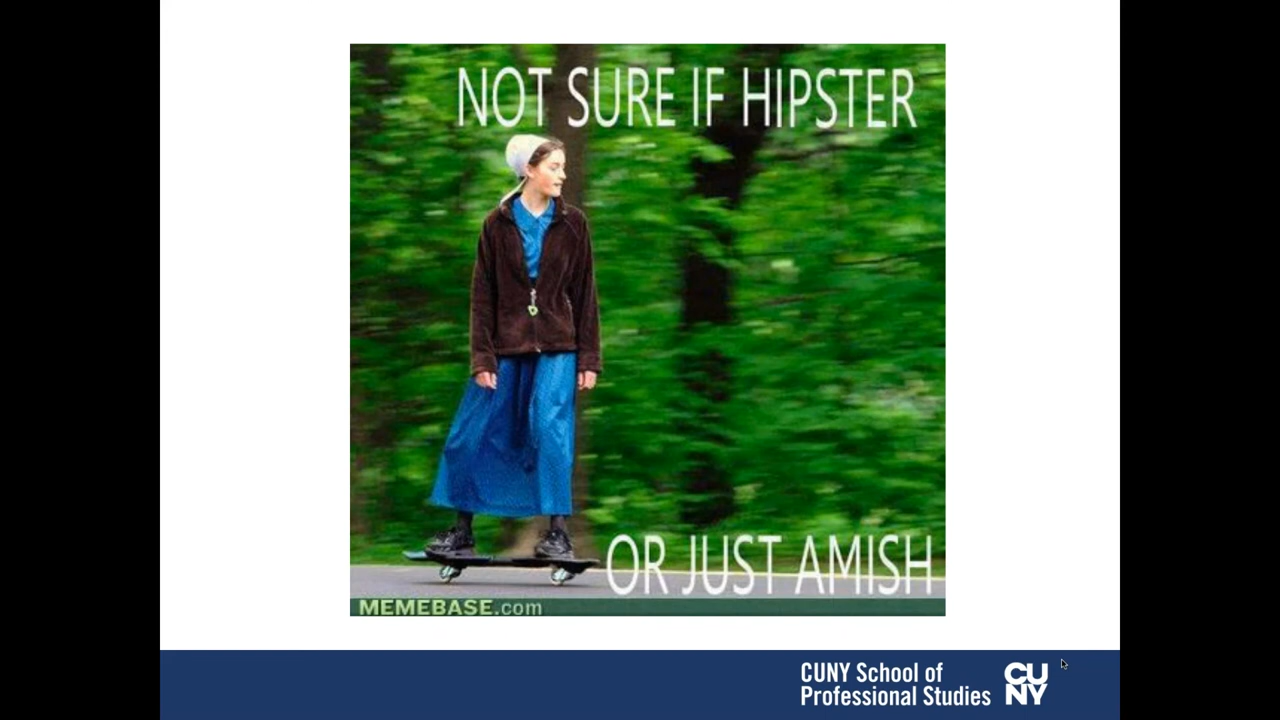 NOT SURE IF HIPSTER
OR JUST AMISH
MEMEBASE.com
CUNY School of
Professional Studies
CU
NY